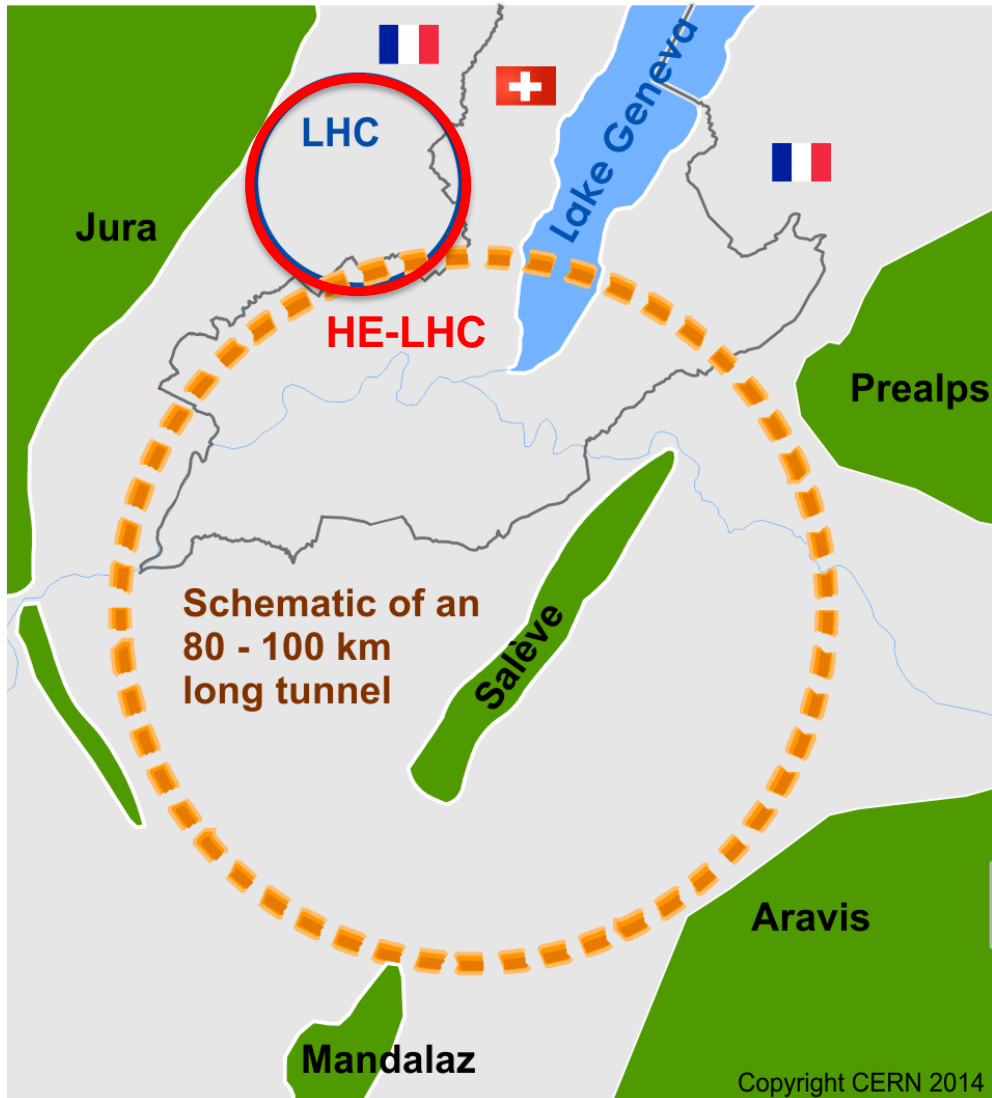 LHC
Lake Geneva
Jura
HE-LHC
Prealps
Schematic of an
80 - 100 km
long tunnel
Salève
Aravis
Mandalaz
Copyright CERN 2014